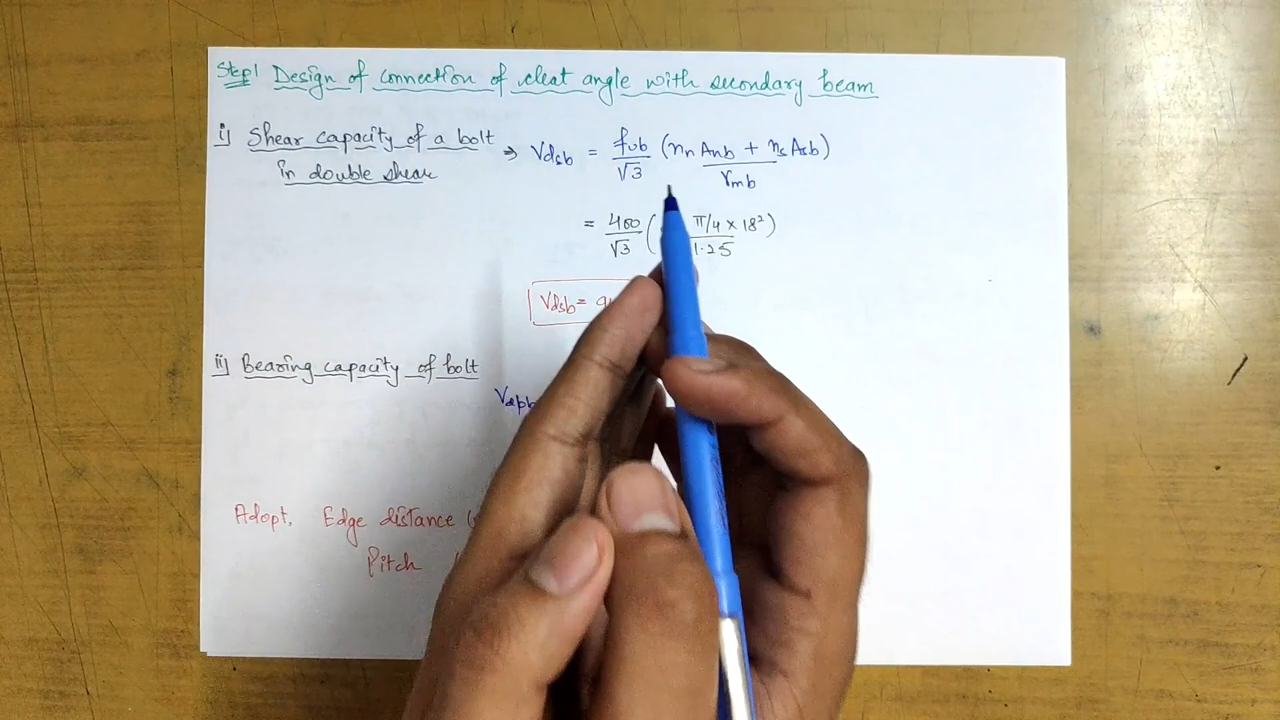 Step1 Design of connection of cleat angle with secondary beam
i) Shear capacity of a bolt in double shear
⇒ Vdsb = fub/√3 (nn Anb + ns Asb)/γmb
= 400/√3 ( π/4 × 18²)/1.25
Vdsb =
ii) Bearing capacity of bolt
Vdpb
Adopt, Edge distance
Pitch